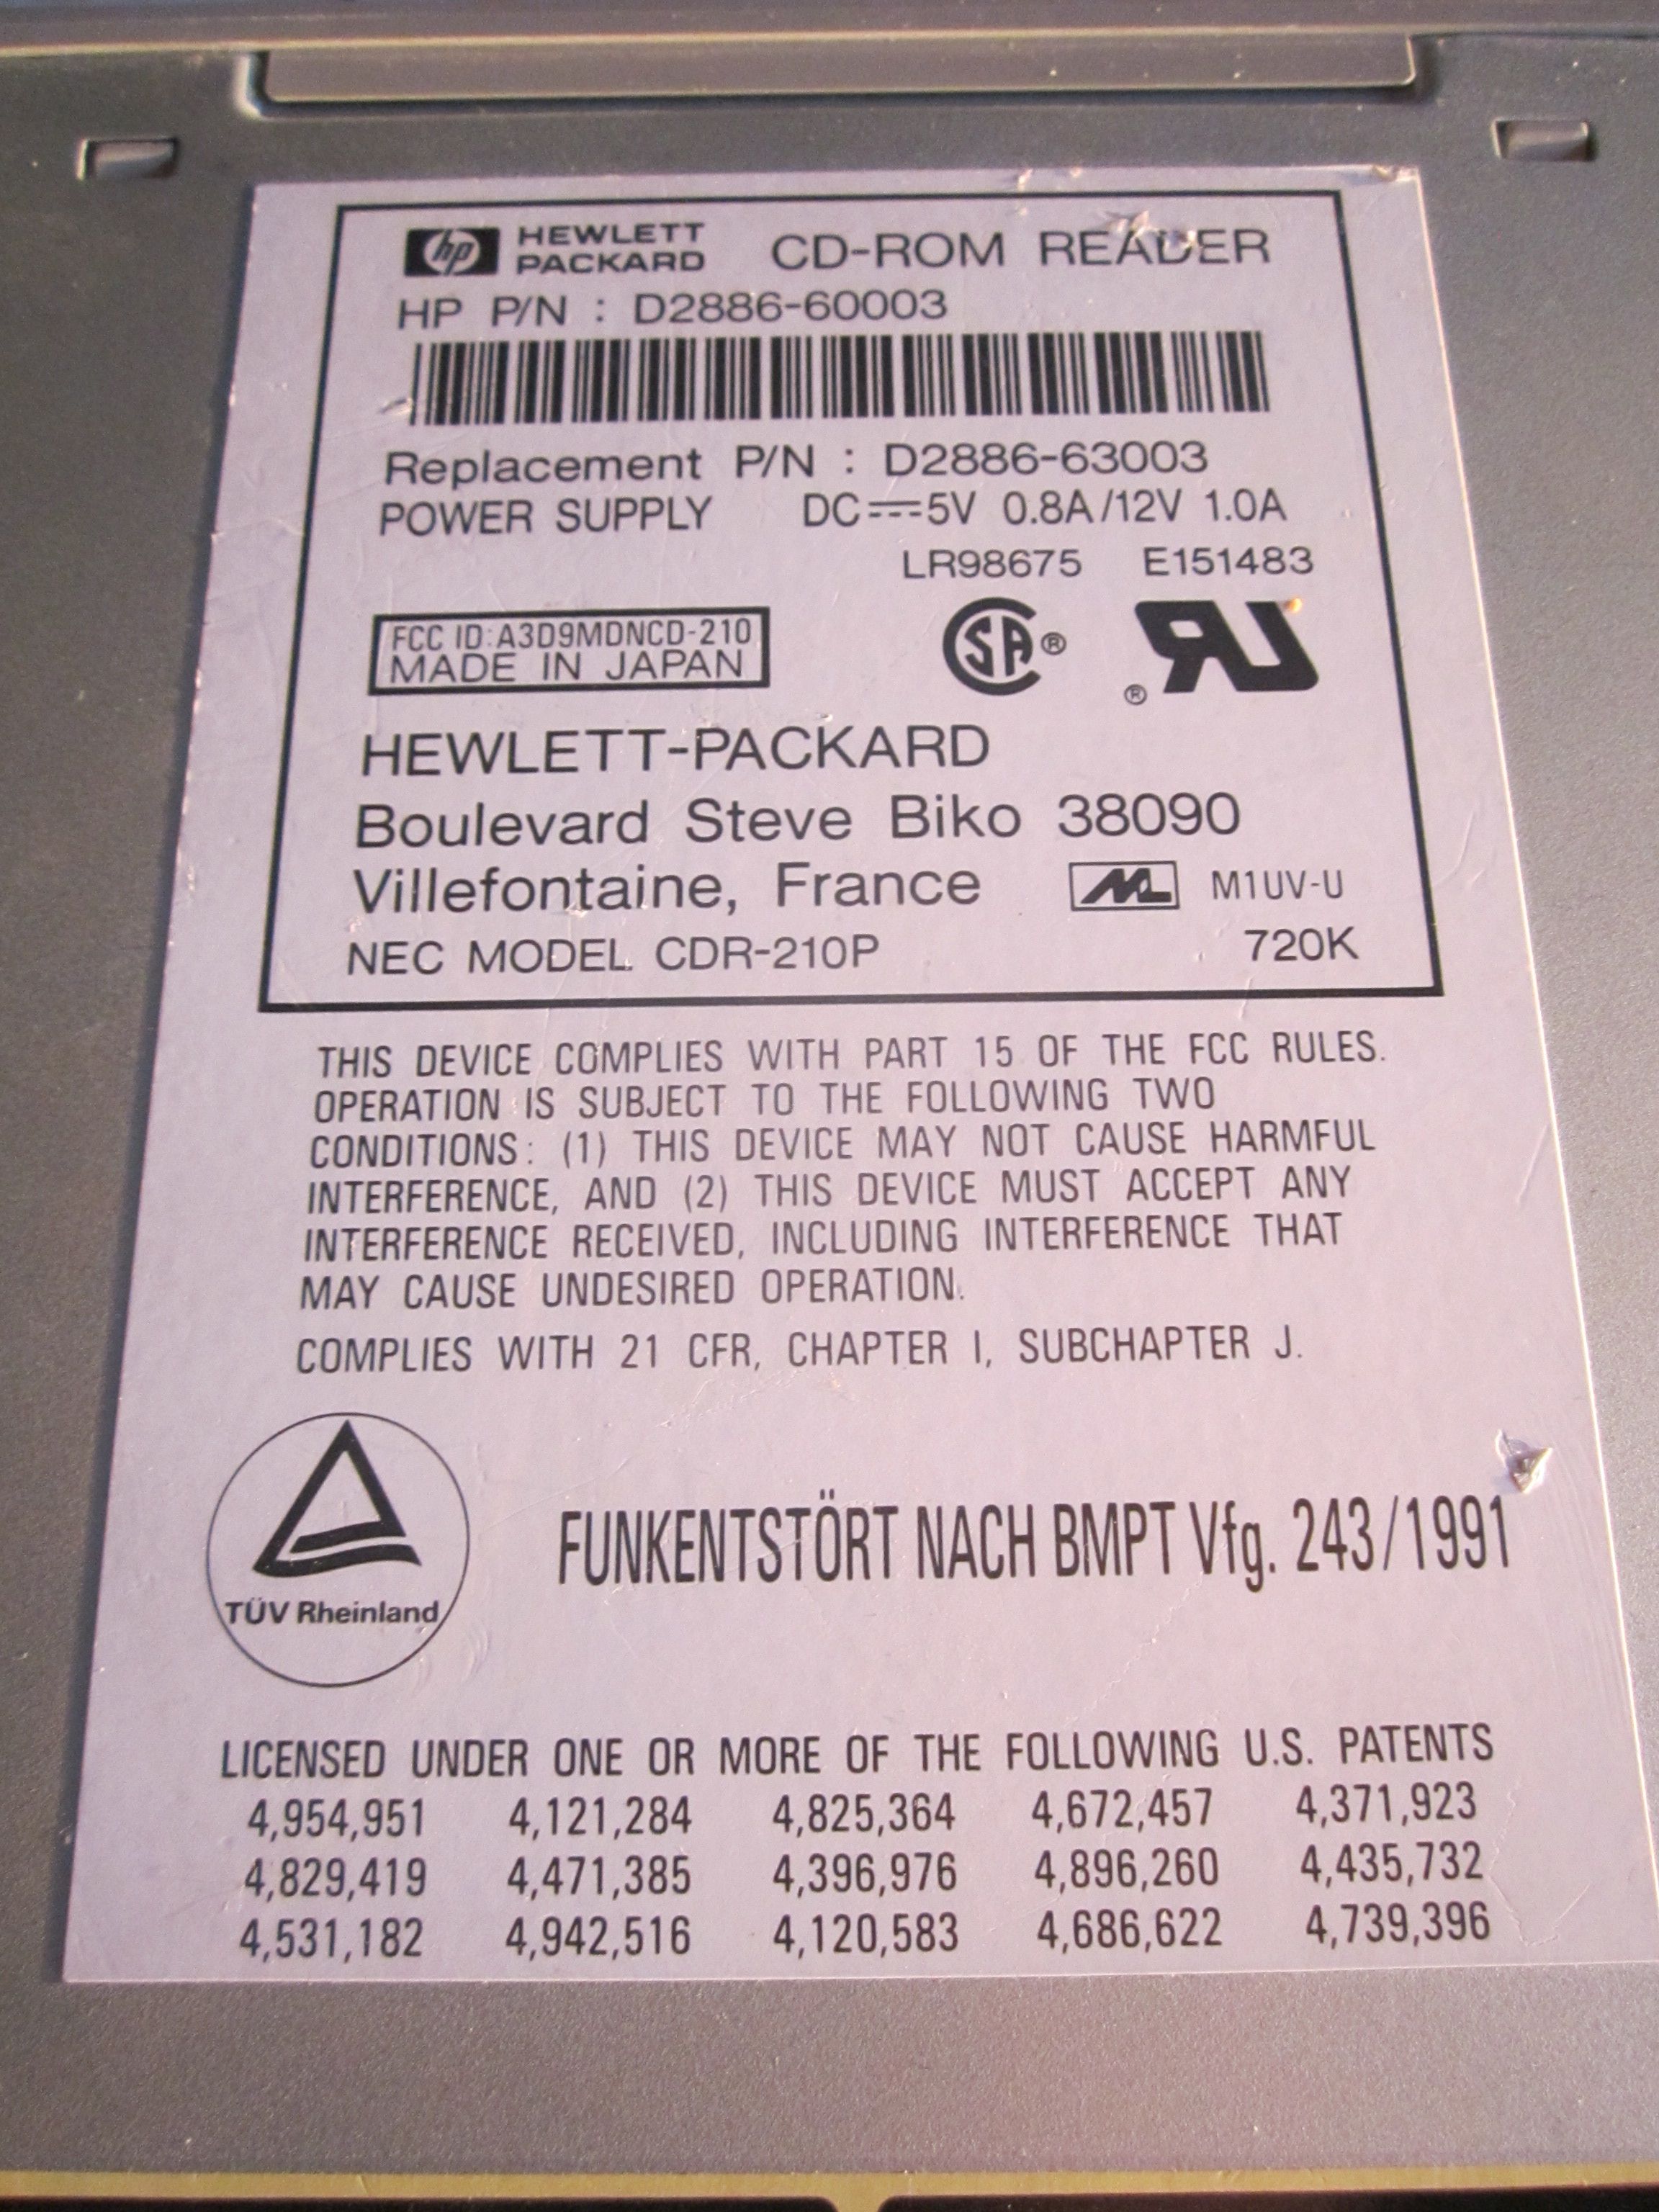 hp HEWLETT PACKARD CD-ROM READER
HP P/N : D2886-60003
Replacement P/N : D2886-63003
POWER SUPPLY DC⎓5V 0.8A/12V 1.0A
LR98675 E151483
FCC ID:A3D9MDNCD-210
MADE IN JAPAN
SA® ®
HEWLETT-PACKARD
Boulevard Steve Biko 38090
Villefontaine, France M1UV-U
NEC MODEL CDR-210P 720K
THIS DEVICE COMPLIES WITH PART 15 OF THE FCC RULES.
OPERATION IS SUBJECT TO THE FOLLOWING TWO
CONDITIONS: (1) THIS DEVICE MAY NOT CAUSE HARMFUL
INTERFERENCE, AND (2) THIS DEVICE MUST ACCEPT ANY
INTERFERENCE RECEIVED, INCLUDING INTERFERENCE THAT
MAY CAUSE UNDESIRED OPERATION.
COMPLIES WITH 21 CFR, CHAPTER I, SUBCHAPTER J.
FUNKENTSTÖRT NACH BMPT Vfg. 243/1991
TÜV Rheinland
LICENSED UNDER ONE OR MORE OF THE FOLLOWING U.S. PATENTS
4,954,951 4,121,284 4,825,364 4,672,457 4,371,923
4,829,419 4,471,385 4,396,976 4,896,260 4,435,732
4,531,182 4,942,516 4,120,583 4,686,622 4,739,396